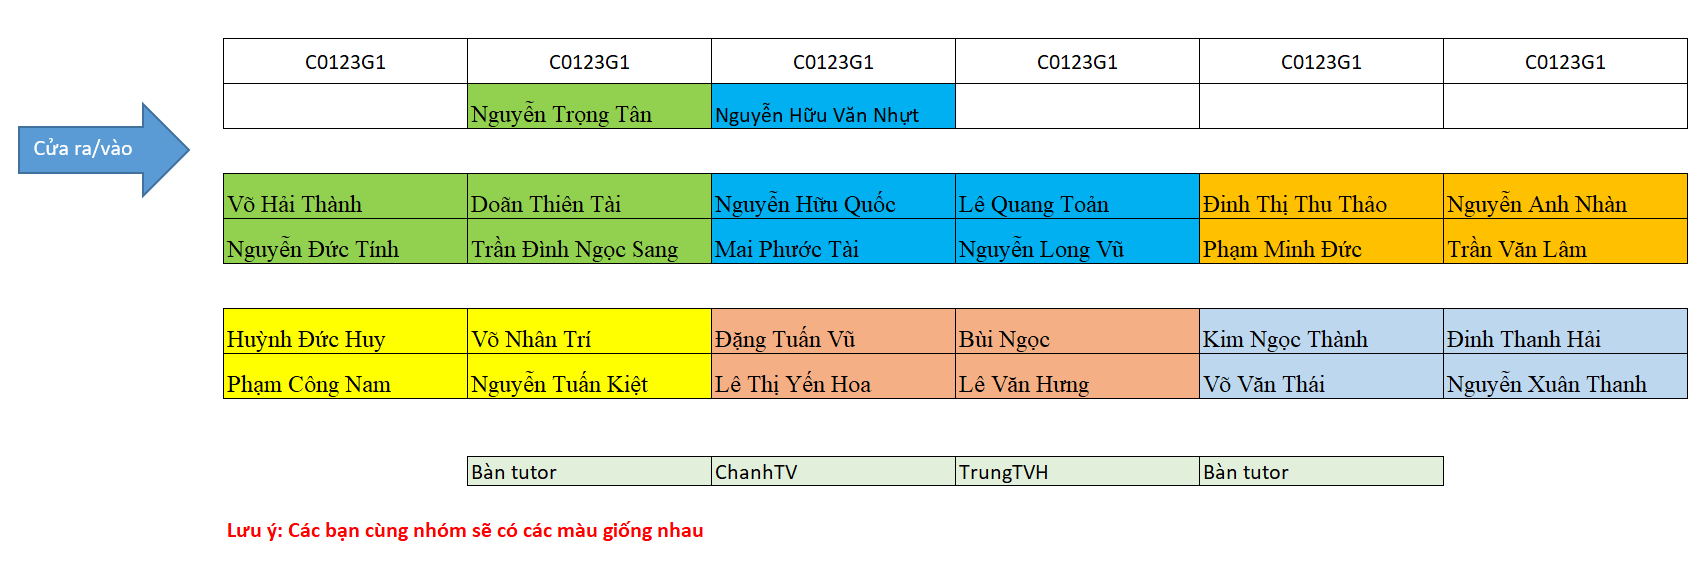 C0123G1 C0123G1 C0123G1 C0123G1 C0123G1 C0123G1
Nguyễn Trọng Tân Nguyễn Hữu Văn Nhựt
Cửa ra/vào
Võ Hải Thành Doãn Thiên Tài Nguyễn Hữu Quốc Lê Quang Toản Đinh Thị Thu Thảo Nguyễn Anh Nhàn
Nguyễn Đức Tính Trần Đình Ngọc Sang Mai Phước Tài Nguyễn Long Vũ Phạm Minh Đức Trần Văn Lâm
Huỳnh Đức Huy Võ Nhân Trí Đặng Tuấn Vũ Bùi Ngọc Kim Ngọc Thành Đinh Thanh Hải
Phạm Công Nam Nguyễn Tuấn Kiệt Lê Thị Yến Hoa Lê Văn Hưng Võ Văn Thái Nguyễn Xuân Thanh
Bàn tutor ChanhTV TrungTVH Bàn tutor
Lưu ý: Các bạn cùng nhóm sẽ có các màu giống nhau